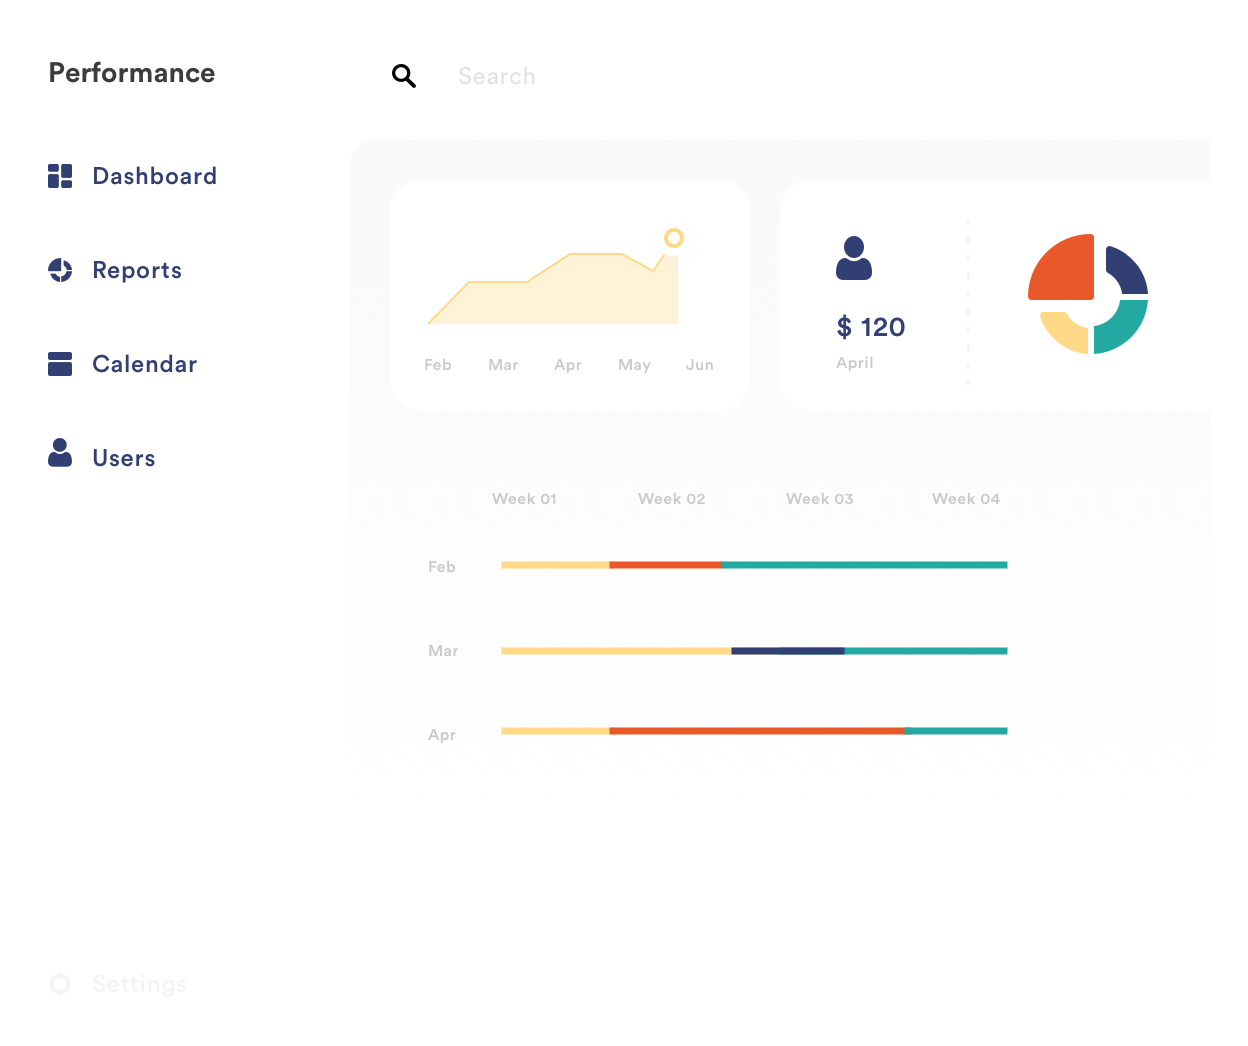 Performance
Search
Dashboard
Reports
Calendar
Users
Feb Mar Apr May Jun
$ 120
April
Week 01 Week 02 Week 03 Week 04
Feb
Mar
Apr
Settings